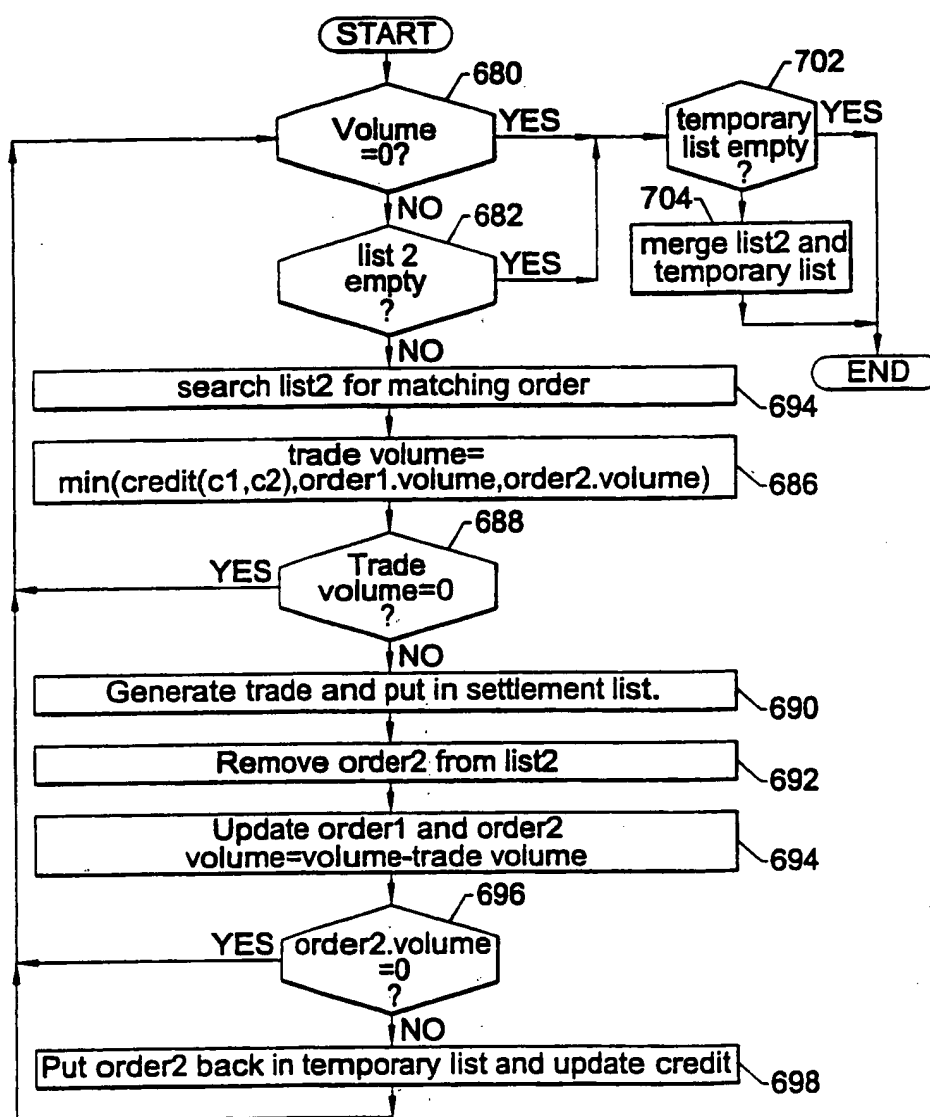 START
680
Volume
=0?
YES
NO
702
temporary
list empty
?
YES
704
merge list2 and
temporary list
END
682
list 2
empty
?
YES
NO
search list2 for matching order
694
trade volume=
min(credit(c1,c2),order1.volume,order2.volume)
686
688
Trade
volume=0
?
YES
NO
Generate trade and put in settlement list.
690
Remove order2 from list2
692
Update order1 and order2
volume=volume-trade volume
694
696
order2.volume
=0
?
YES
NO
Put order2 back in temporary list and update credit
698